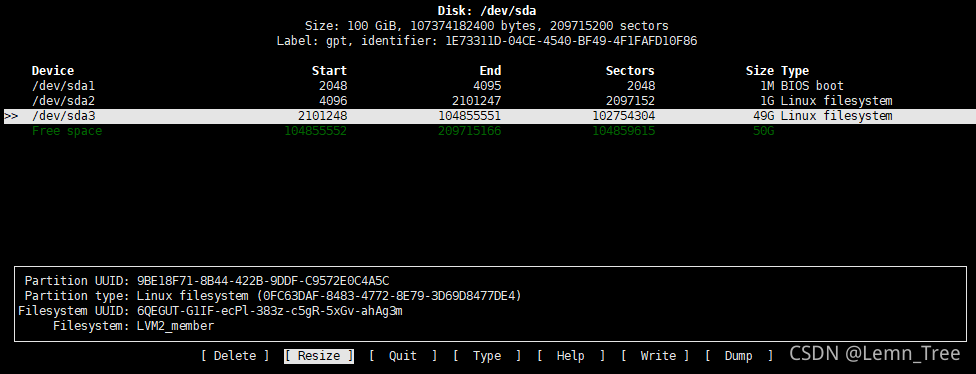 Disk: /dev/sda
Size: 100 GiB, 107374182400 bytes, 209715200 sectors
Label: gpt, identifier: 1E73311D-04CE-4540-BF49-4F1FAFD10F86
Device Start End Sectors Size Type
/dev/sda1 2048 4095 2048 1M BIOS boot
/dev/sda2 4096 2101247 2097152 1G Linux filesystem
>> /dev/sda3 2101248 104855551 102754304 49G Linux filesystem
Free space 104855552 209715166 104859615 50G
Partition UUID: 9BE18F71-8B44-422B-9DDF-C9572E0C4A5C
Partition type: Linux filesystem (0FC63DAF-8483-4772-8E79-3D69D8477DE4)
Filesystem UUID: 6QEGUT-G1IF-ecPl-383z-c5gR-5xGv-ahAg3m
Filesystem: LVM2_member
[ Delete ] [ Resize ] [ Quit ] [ Type ] [ Help ] [ Write ] [ Dump ]
CSDN @Lemn_Tree